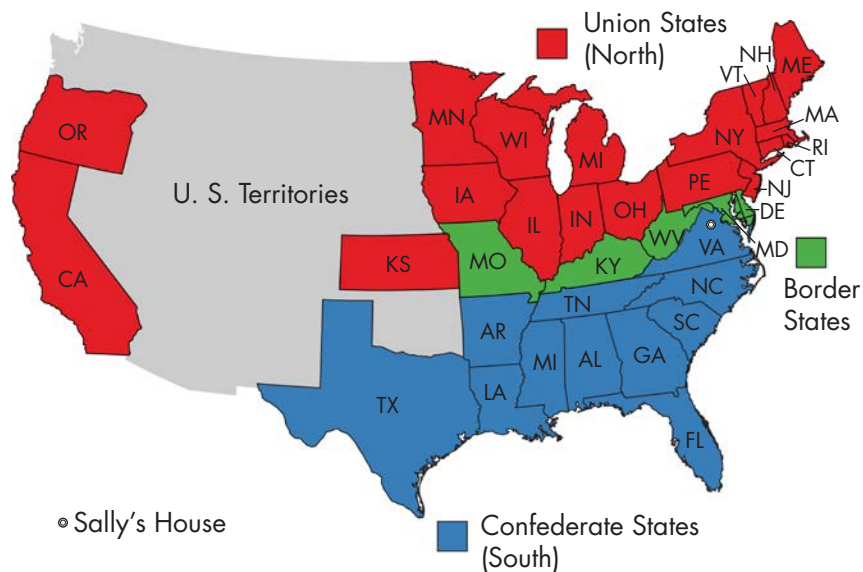 Union States
(North)
NH
ME
VT
OR
MN
MA
WI
NY
MI
RI
CT
U. S. Territories
IA
PE
NJ
OH
IL
IN
DE
WV
MO
VA
KS
KY
MD
CA
Border
States
NC
TN
AR
SC
MI
AL
GA
LA
TX
FL
Sally's House
Confederate States
(South)